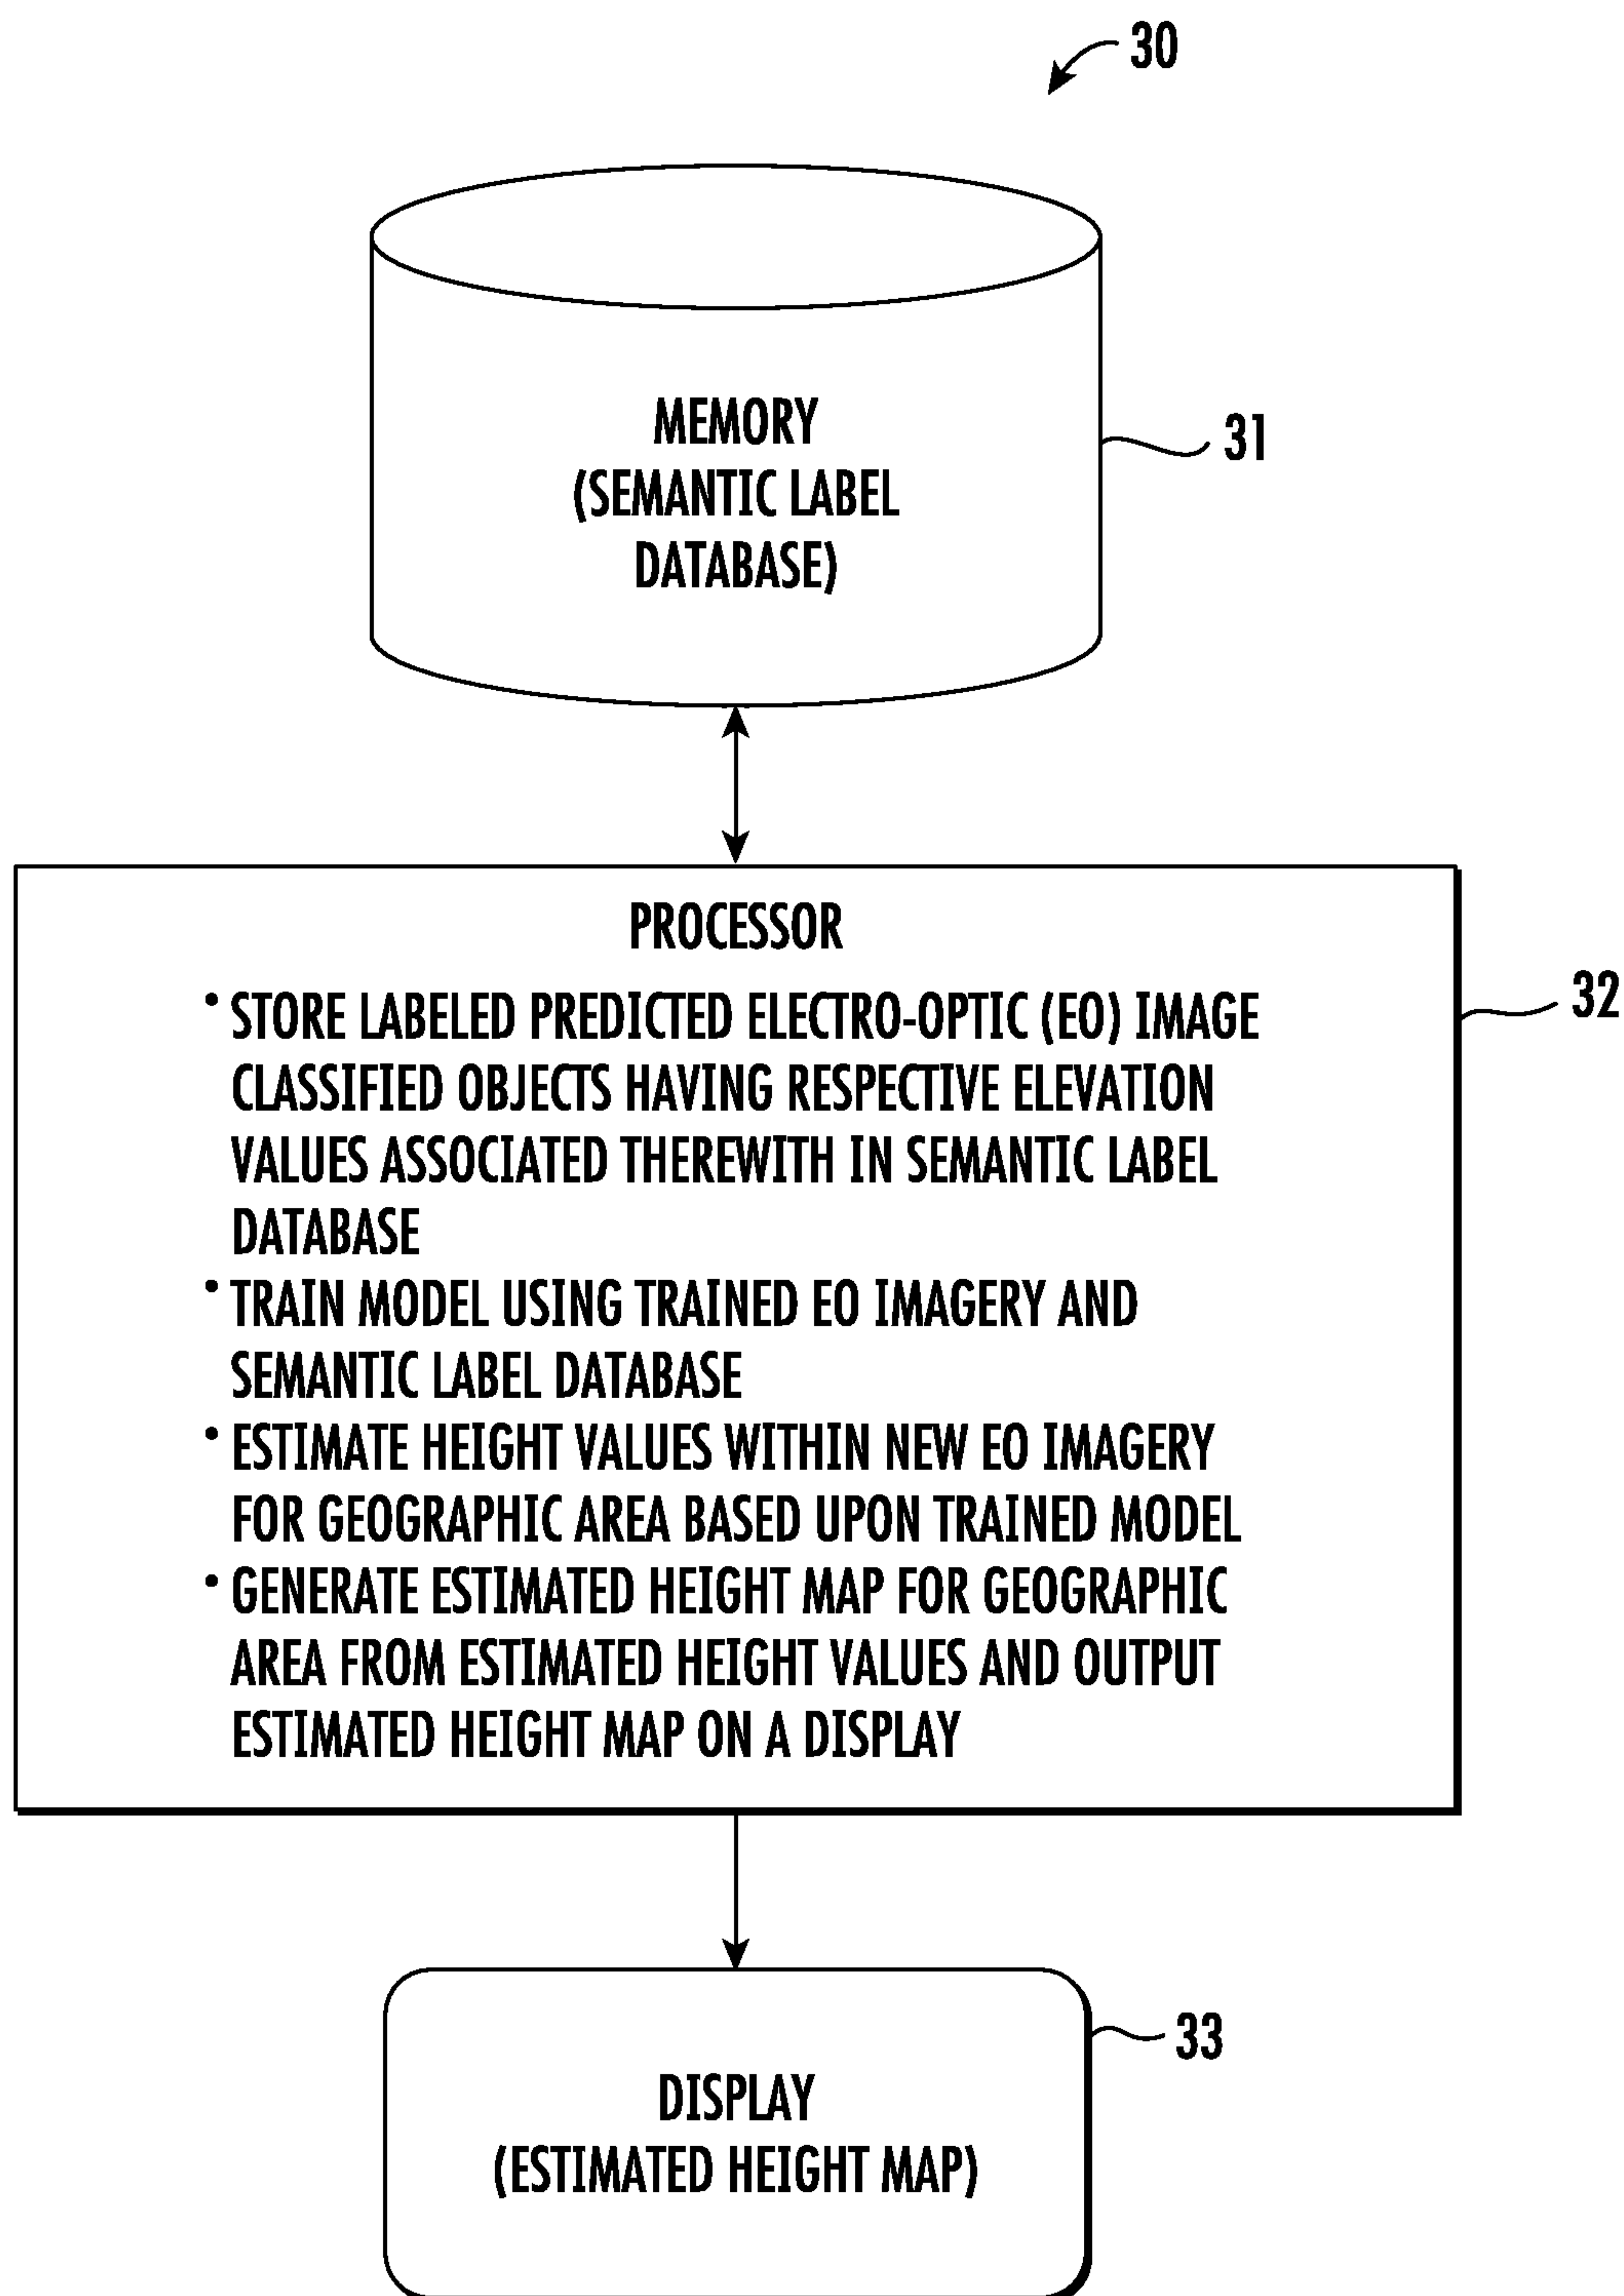 30
MEMORY
(SEMANTIC LABEL
DATABASE)
31
PROCESSOR
• STORE LABELED PREDICTED ELECTRO-OPTIC (EO) IMAGE
CLASSIFIED OBJECTS HAVING RESPECTIVE ELEVATION
VALUES ASSOCIATED THEREWITH IN SEMANTIC LABEL
DATABASE
• TRAIN MODEL USING TRAINED EO IMAGERY AND
SEMANTIC LABEL DATABASE
• ESTIMATE HEIGHT VALUES WITHIN NEW EO IMAGERY
FOR GEOGRAPHIC AREA BASED UPON TRAINED MODEL
• GENERATE ESTIMATED HEIGHT MAP FOR GEOGRAPHIC
AREA FROM ESTIMATED HEIGHT VALUES AND OUTPUT
ESTIMATED HEIGHT MAP ON A DISPLAY
32
DISPLAY
(ESTIMATED HEIGHT MAP)
33